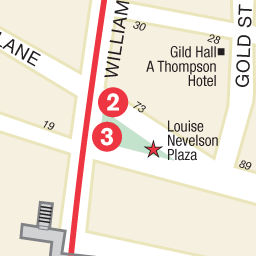 WILLIAM
30
28
GOLD ST
Gild Hall
A Thompson
Hotel
LANE
2
73
19
3
Louise
Nevelson
Plaza
89